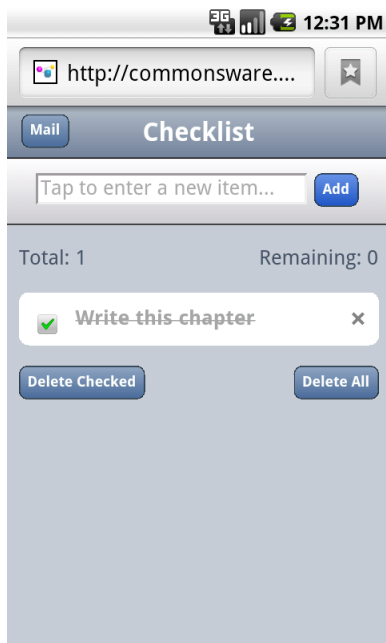 3G 12:31 PM
http://commonsware....
Mail Checklist
Tap to enter a new item... Add
Total: 1 Remaining: 0
Write this chapter ×
Delete Checked Delete All